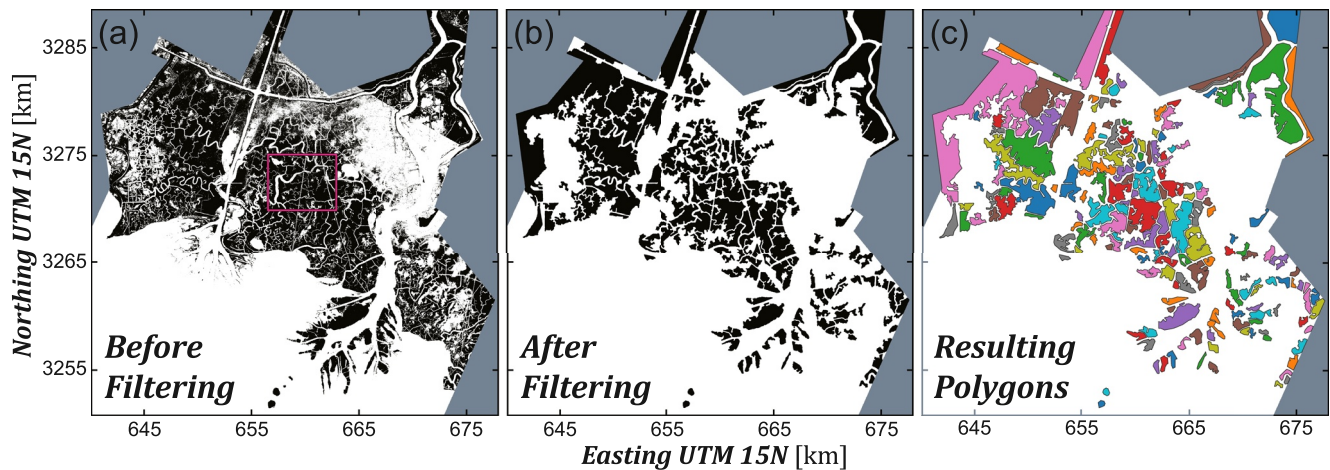 (a)
(b)
(c)
3285
3275
3265
3255
Northing UTM 15N [km]
Before
Filtering
After
Filtering
Resulting
Polygons
645 655 665 675
645 655 665 675
645 655 665 675
Easting UTM 15N [km]